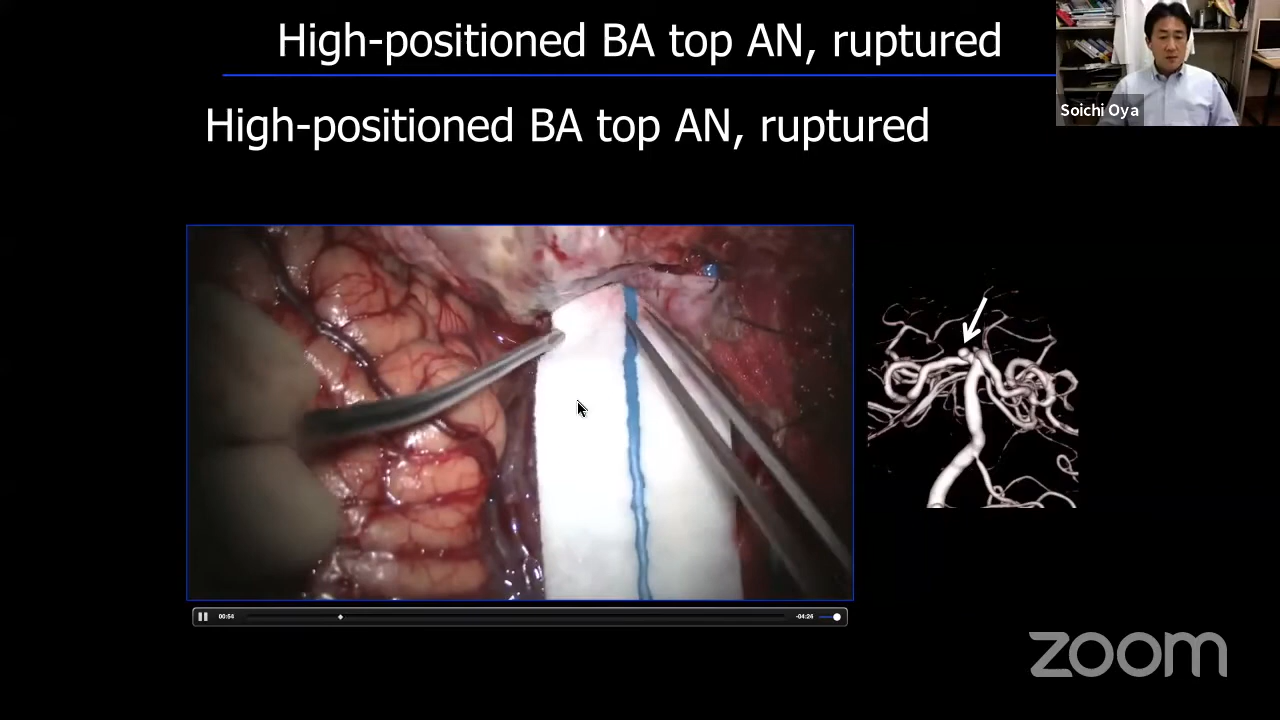 High-positioned BA top AN, ruptured
Soichi Oya
High-positioned BA top AN, ruptured
00:54
-04:26
zoom